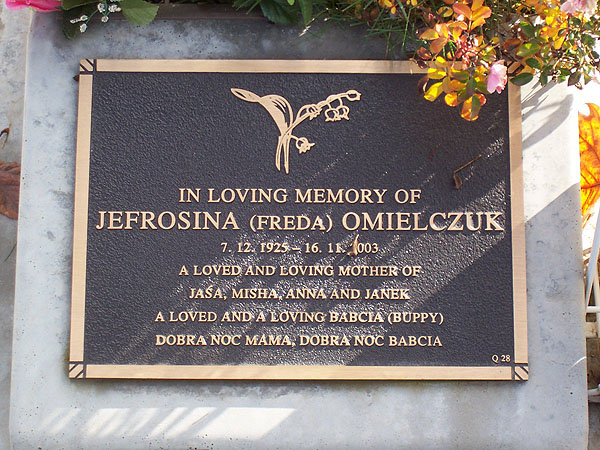 IN LOVING MEMORY OF
JEFROSINA (FREDA) OMIELCZUK
7. 12. 1925 – 16. 11. 003
A LOVED AND LOVING MOTHER OF
JASA, MISHA, ANNA AND JANEK
A LOVED AND A LOVING BABCIA (BUPPY)
DOBRA NOC MAMA, DOBRA NOC BABCIA
Q 28